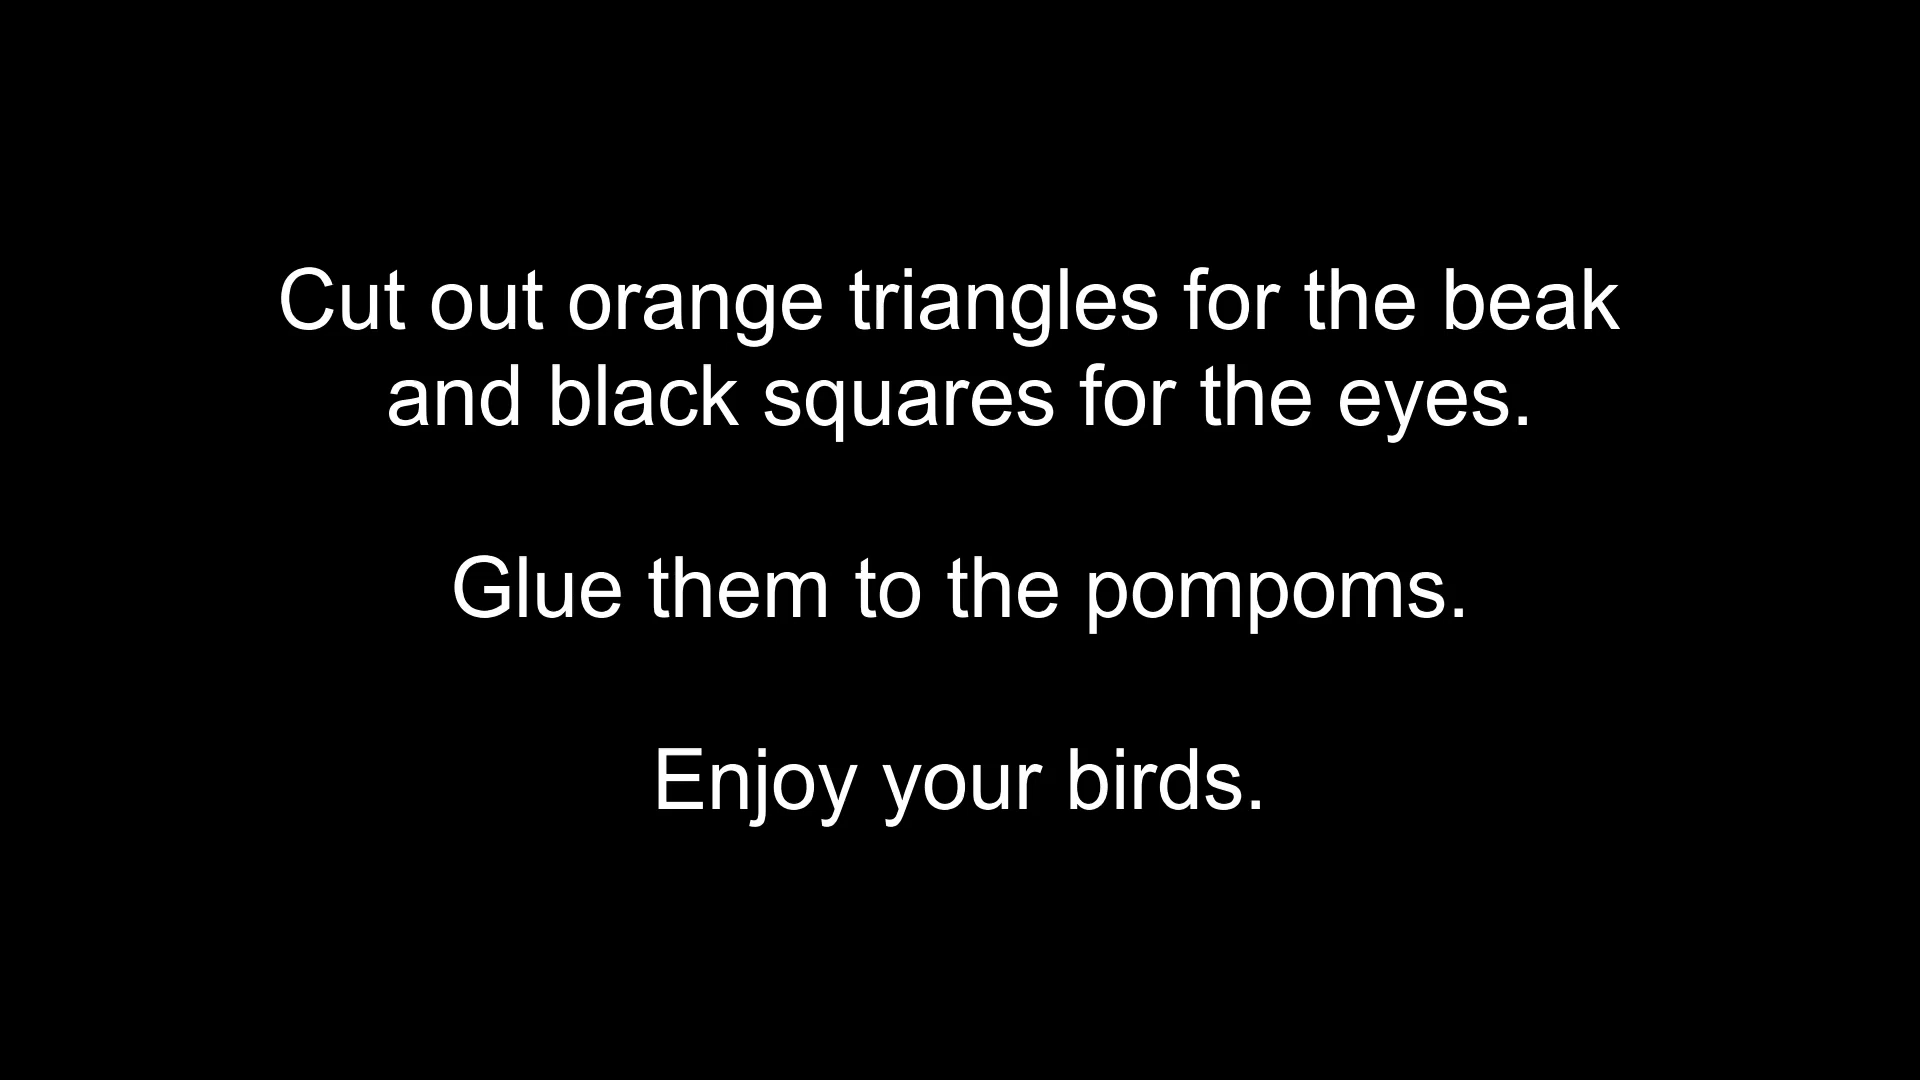 Cut out orange triangles for the beak
and black squares for the eyes.
Glue them to the pompoms.
Enjoy your birds.